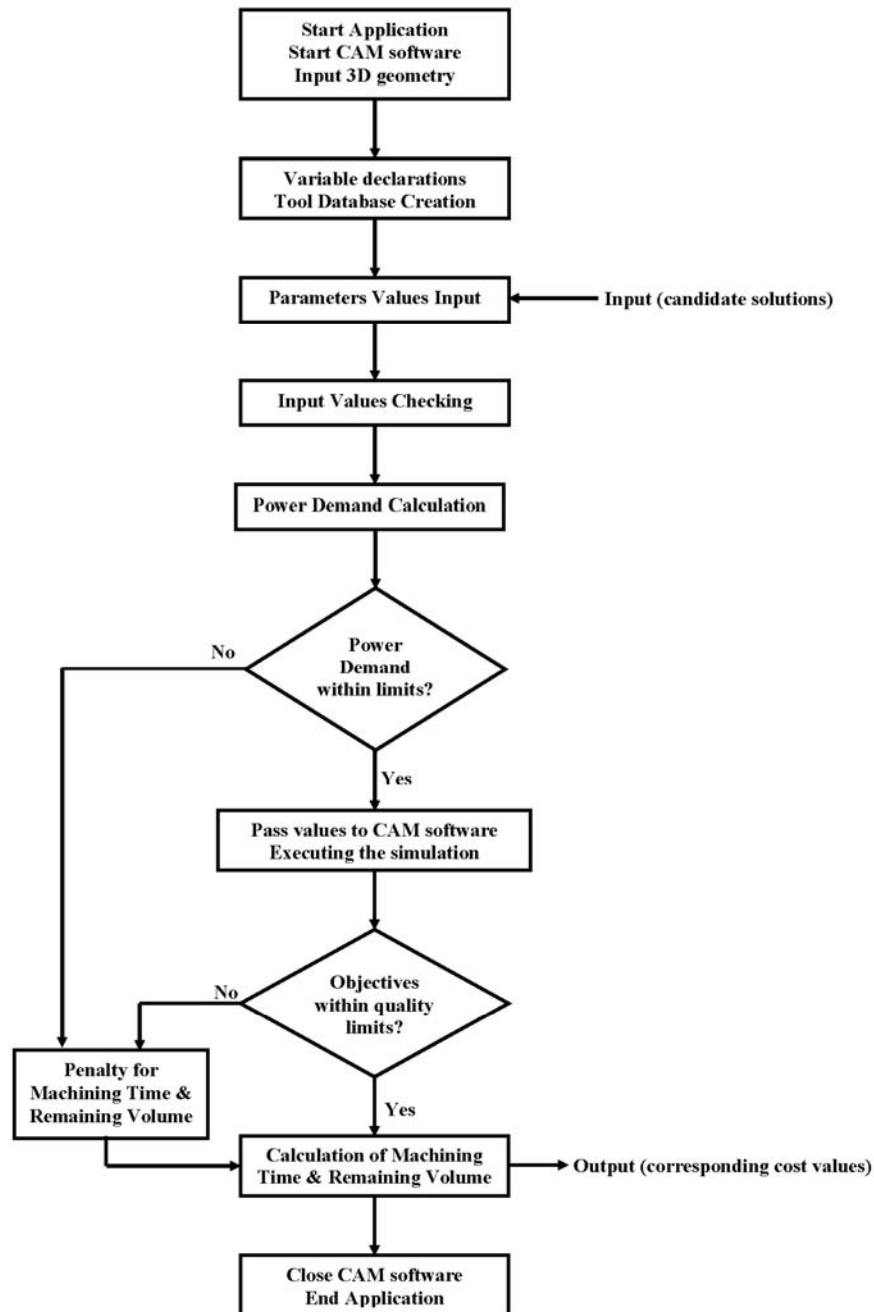 Start Application
Start CAM software
Input 3D geometry
Variable declarations
Tool Database Creation
Parameters Values Input
Input (candidate solutions)
Input Values Checking
Power Demand Calculation
No
Power
Demand
within limits?
Yes
Pass values to CAM software
Executing the simulation
No
Objectives
within quality
limits?
Penalty for
Machining Time &
Remaining Volume
Yes
Calculation of Machining
Time & Remaining Volume
Output (corresponding cost values)
Close CAM software
End Application